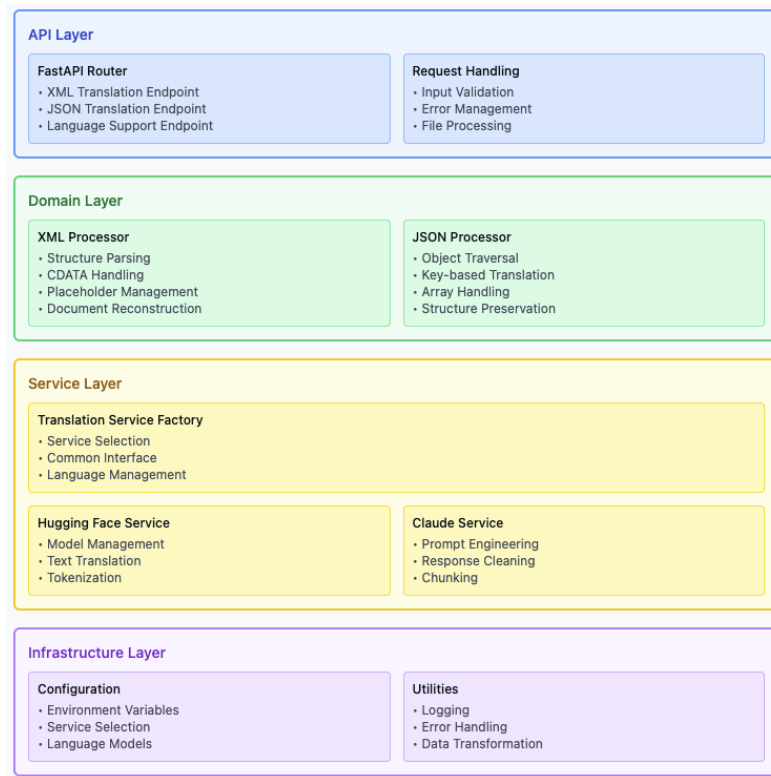 API Layer
FastAPI Router
• XML Translation Endpoint
• JSON Translation Endpoint
• Language Support Endpoint
Request Handling
• Input Validation
• Error Management
• File Processing
Domain Layer
XML Processor
• Structure Parsing
• CDATA Handling
• Placeholder Management
• Document Reconstruction
JSON Processor
• Object Traversal
• Key-based Translation
• Array Handling
• Structure Preservation
Service Layer
Translation Service Factory
• Service Selection
• Common Interface
• Language Management
Hugging Face Service
• Model Management
• Text Translation
• Tokenization
Claude Service
• Prompt Engineering
• Response Cleaning
• Chunking
Infrastructure Layer
Configuration
• Environment Variables
• Service Selection
• Language Models
Utilities
• Logging
• Error Handling
• Data Transformation